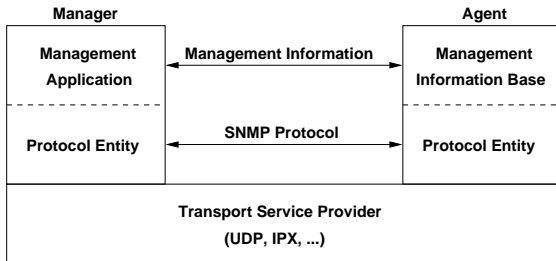 Manager
Agent
Management
Application
Management Information
Management
Information Base
Protocol Entity
SNMP Protocol
Protocol Entity
Transport Service Provider
(UDP, IPX, ...)